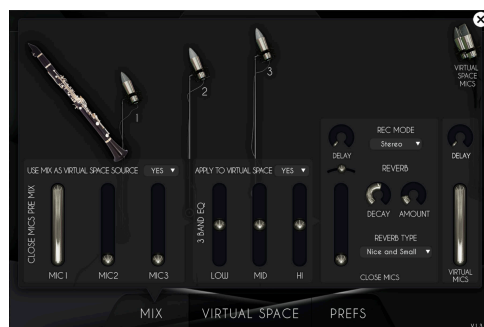 1
2
3
VIRTUAL
SPACE
MICS
USE MIX AS VIRTUAL SPACE SOURCE YES
APPLY TO VIRTUAL SPACE YES
CLOSE MICS PRE MIX
MIC 1
MIC2
MIC3
3 BAND EQ
LOW
MID
HI
DELAY
REC MODE
Stereo
REVERB
DECAY
AMOUNT
REVERB TYPE
Nice and Small
CLOSE MICS
DELAY
VIRTUAL
MICS
MIX
VIRTUAL SPACE
PREFS